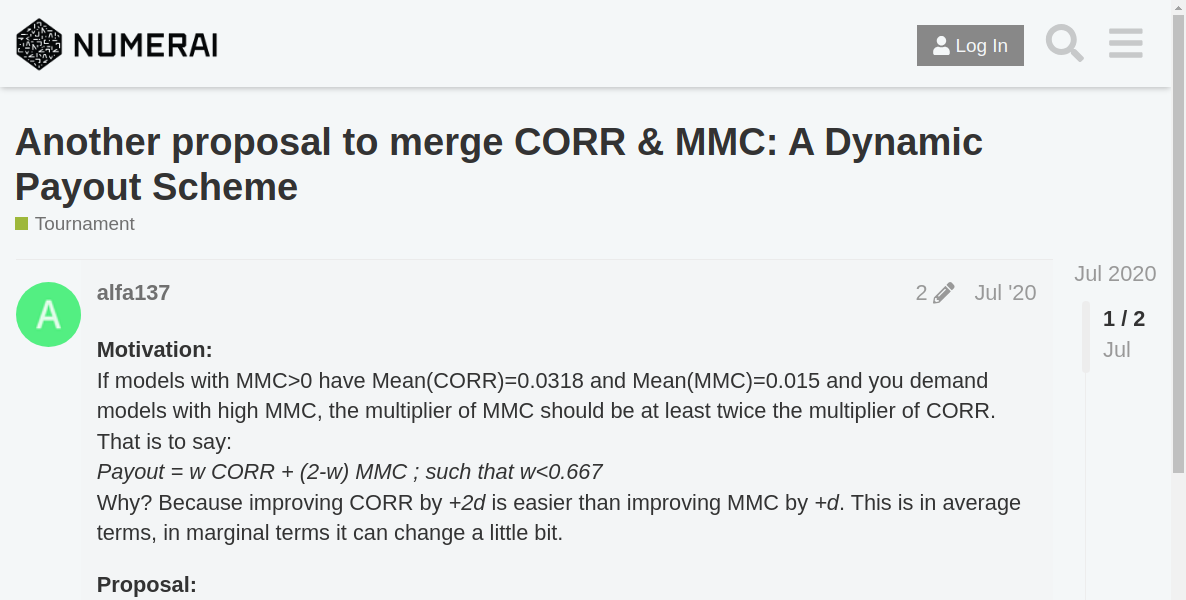 NUMERAI
Log In
Another proposal to merge CORR & MMC: A Dynamic
Payout Scheme
Tournament
Jul 2020
A
alfa137
2
Jul '20
1 / 2
Jul
Motivation:
If models with MMC>0 have Mean(CORR)=0.0318 and Mean(MMC)=0.015 and you demand
models with high MMC, the multiplier of MMC should be at least twice the multiplier of CORR.
That is to say:
Payout = w CORR + (2-w) MMC ; such that w<0.667
Why? Because improving CORR by +2d is easier than improving MMC by +d. This is in average
terms, in marginal terms it can change a little bit.
Proposal: